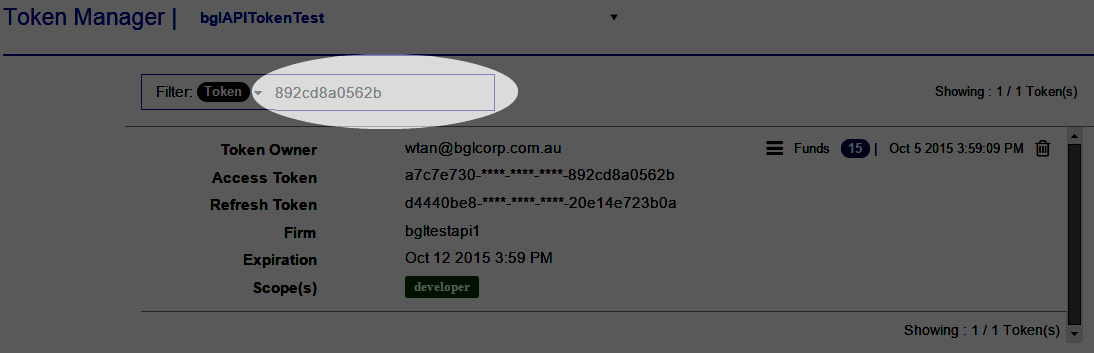 Token Manager | bglAPITokenTest
Filter: Token 892cd8a0562b Showing : 1 / 1 Token(s)
Token Owner wtan@bglcorp.com.au Funds 15 | Oct 5 2015 3:59:09 PM
Access Token a7c7e730-****-****-****-892cd8a0562b
Refresh Token d4440be8-****-****-****-20e14e723b0a
Firm bgltestapi1
Expiration Oct 12 2015 3:59 PM
Scope(s) developer
Showing : 1 / 1 Token(s)